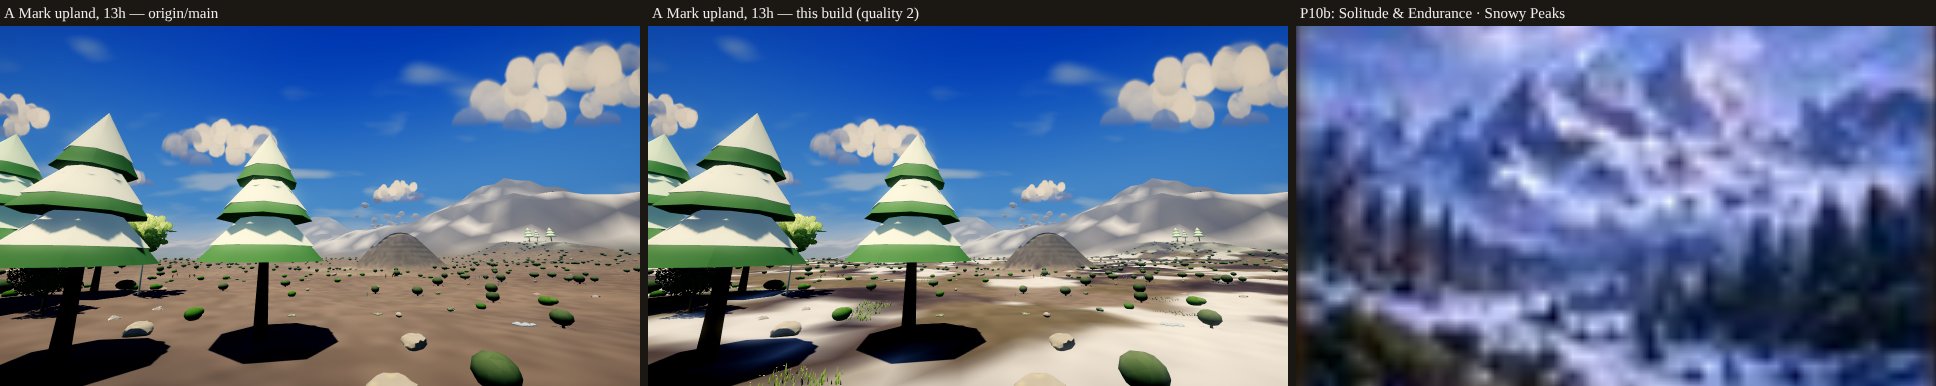 A Mark upland, 13h — origin/main
A Mark upland, 13h — this build (quality 2)
P10b: Solitude & Endurance · Snowy Peaks